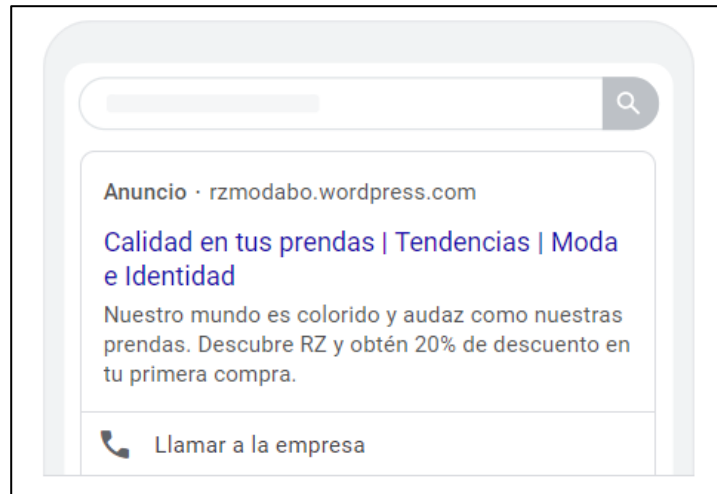 Anuncio · rzmodabo.wordpress.com
Calidad en tus prendas | Tendencias | Moda
e Identidad
Nuestro mundo es colorido y audaz como nuestras
prendas. Descubre RZ y obtén 20% de descuento en
tu primera compra.
Llamar a la empresa